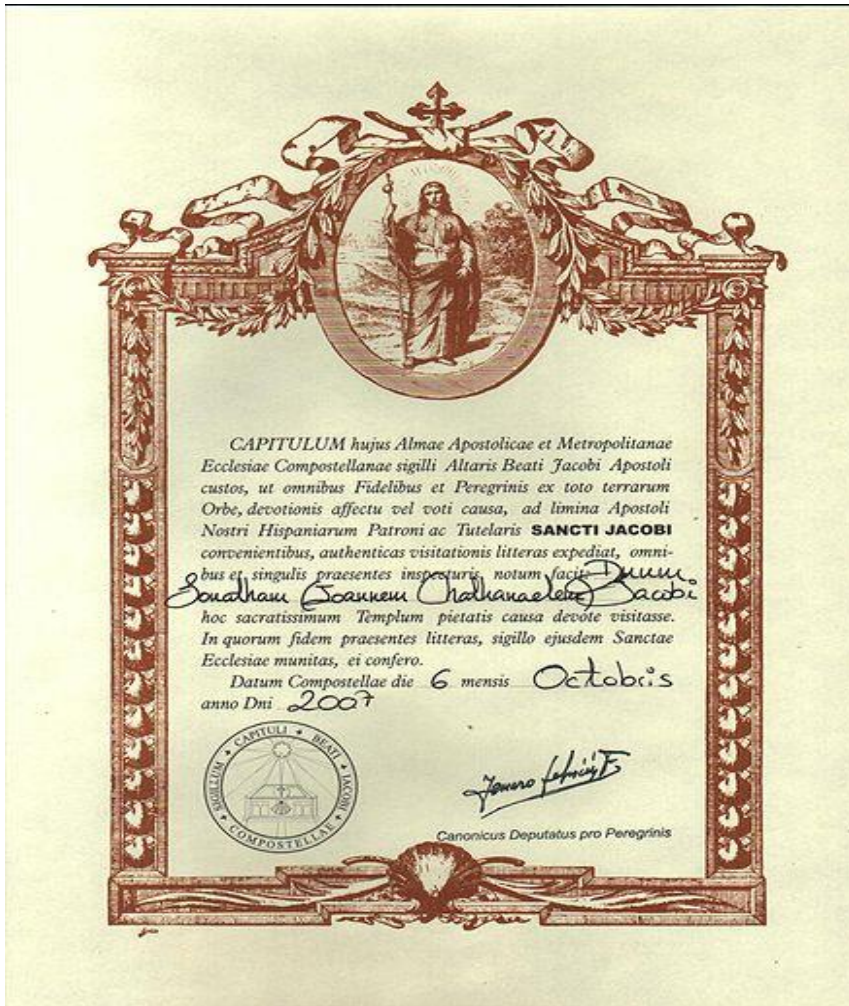 CAPITULUM hujus Almae Apostolicae et Metropolitanae
Ecclesiae Compostellanae sigilli Altaris Beati Jacobi Apostoli
custos, ut omnibus Fidelibus et Peregrinis ex toto terrarum
Orbe, devotionis affectu vel voti causa, ad limina Apostoli
Nostri Hispaniarum Patroni ac Tutelaris SANCTI JACOBI
convenientibus, authenticas visitationis litteras expediat, omni-
bus et singulis praesentes inspecturis, notum facit: Dnum
Jacobi
hoc sacratissimum Templum pietatis causa devote visitasse.
In quorum fidem praesentes litteras, sigillo ejusdem Sanctae
Ecclesiae munitas, ei confero.
Datum Compostellae die 6 mensis Octobris
anno Dni 2007
SIGILLUM CAPITULI BEATI JACOBI COMPOSTELLAE
Canonicus Deputatus pro Peregrinis